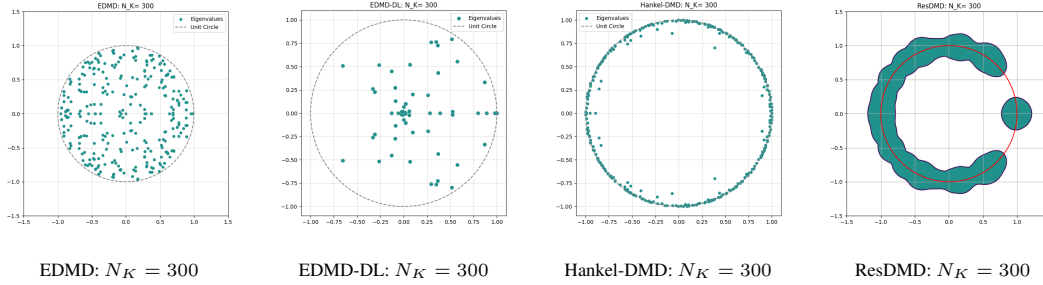 EDMD: N_K= 300
Eigenvalues
Unit Circle
1.5
1.0
0.5
0.0
−0.5
−1.0
−1.5
−1.5 −1.0 −0.5 0.0 0.5 1.0 1.5
EDMD: N_K = 300
EDMD-DL: N_K= 300
Eigenvalues
Unit Circle
1.00
0.75
0.50
0.25
0.00
−0.25
−0.50
−0.75
−1.00
−1.00 −0.75 −0.50 −0.25 0.00 0.25 0.50 0.75 1.00
EDMD-DL: N_K = 300
Hankel-DMD: N_K= 300
Eigenvalues
Unit Circle
1.00
0.75
0.50
0.25
0.00
−0.25
−0.50
−0.75
−1.00
−1.00 −0.75 −0.50 −0.25 0.00 0.25 0.50 0.75 1.00
Hankel-DMD: N_K = 300
ResDMD: N_K= 300
1.5
1.0
0.5
0.0
−0.5
−1.0
−1.5
−1.0 −0.5 0.0 0.5 1.0
ResDMD: N_K = 300